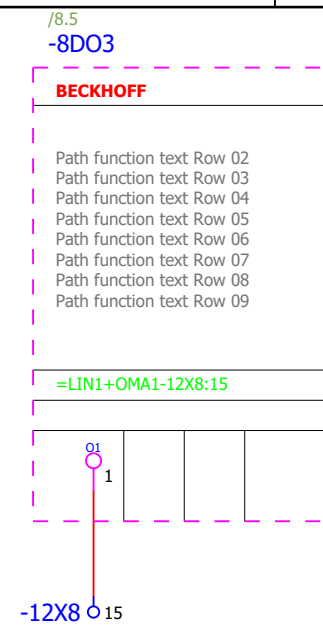 /8.5
-8DO3
BECKHOFF
Path function text Row 02
Path function text Row 03
Path function text Row 04
Path function text Row 05
Path function text Row 06
Path function text Row 07
Path function text Row 08
Path function text Row 09
=LIN1+OMA1-12X8:15
O1
1
-12X8 15